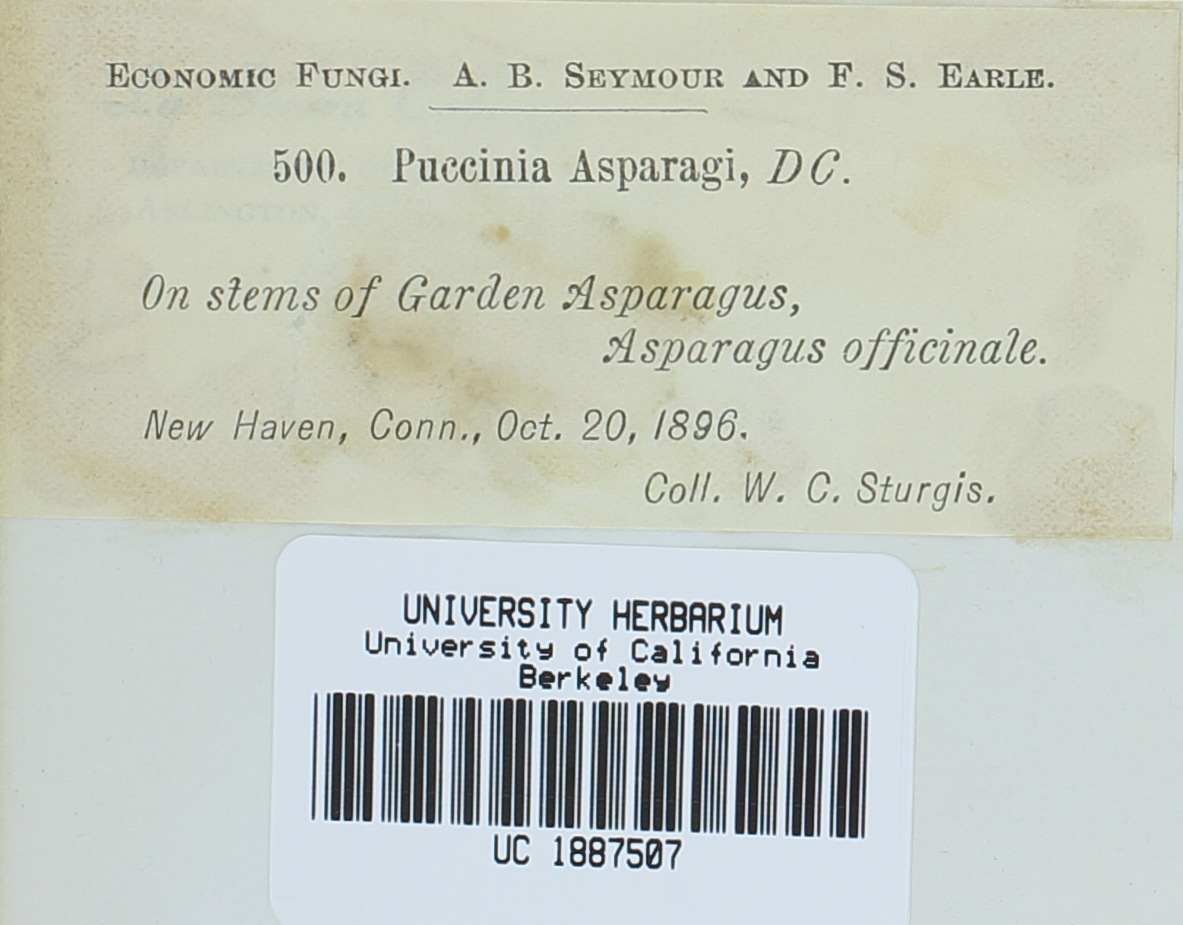 ECONOMIC FUNGI. A. B. SEYMOUR AND F. S. EARLE.
500. Puccinia Asparagi, DC.
On stems of Garden Asparagus,
Asparagus officinale.
New Haven, Conn., Oct. 20, 1896.
Coll. W. C. Sturgis.
UNIVERSITY HERBARIUM
University of California
Berkeley
UC 1887507